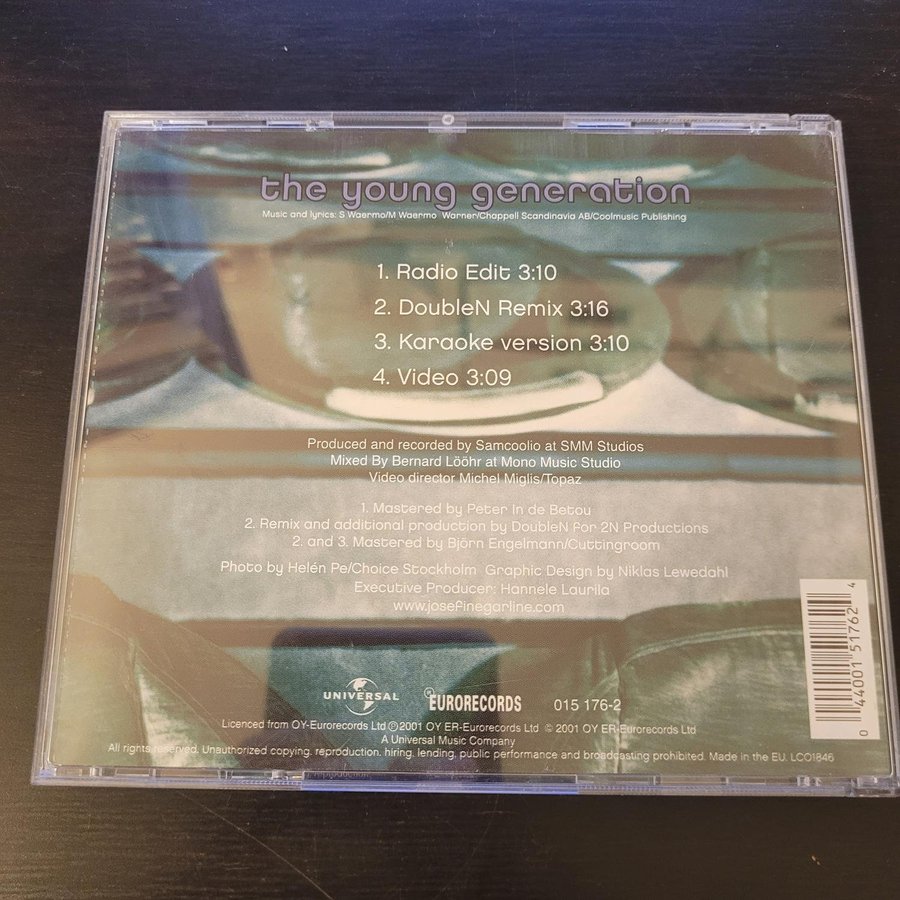 the young generation
Music and lyrics: S Waermo/M Waermo Warner/Chappell Scandinavia AB/Coolmusic Publishing
1. Radio Edit 3:10
2. DoubleN Remix 3:16
3. Karaoke version 3:10
4. Video 3:09
Produced and recorded by Samcoolio at SMM Studios
Mixed By Bernard Lööhr at Mono Music Studio
Video director Michel Miglis/Topaz
1. Mastered by Peter In de Betou
2. Remix and additional production by DoubleN for 2N Productions
2. and 3. Mastered by Björn Engelmann/Cuttingroom
Photo by Helén Pe/Choice Stockholm Graphic Design by Niklas Lewedahl
Executive Producer: Hannele Laurila
www.josefinegarline.com
UNIVERSAL EURORECORDS 015 176-2
Licenced from OY-Eurorecords Ltd ℗2001 OY ER-Eurorecords Ltd © 2001 OY ER-Eurorecords Ltd
A Universal Music Company
All rights reserved. Unauthorized copying, reproduction, hiring, lending, public performance and broadcasting prohibited. Made in the EU. LC01846
0 44001 51762 4